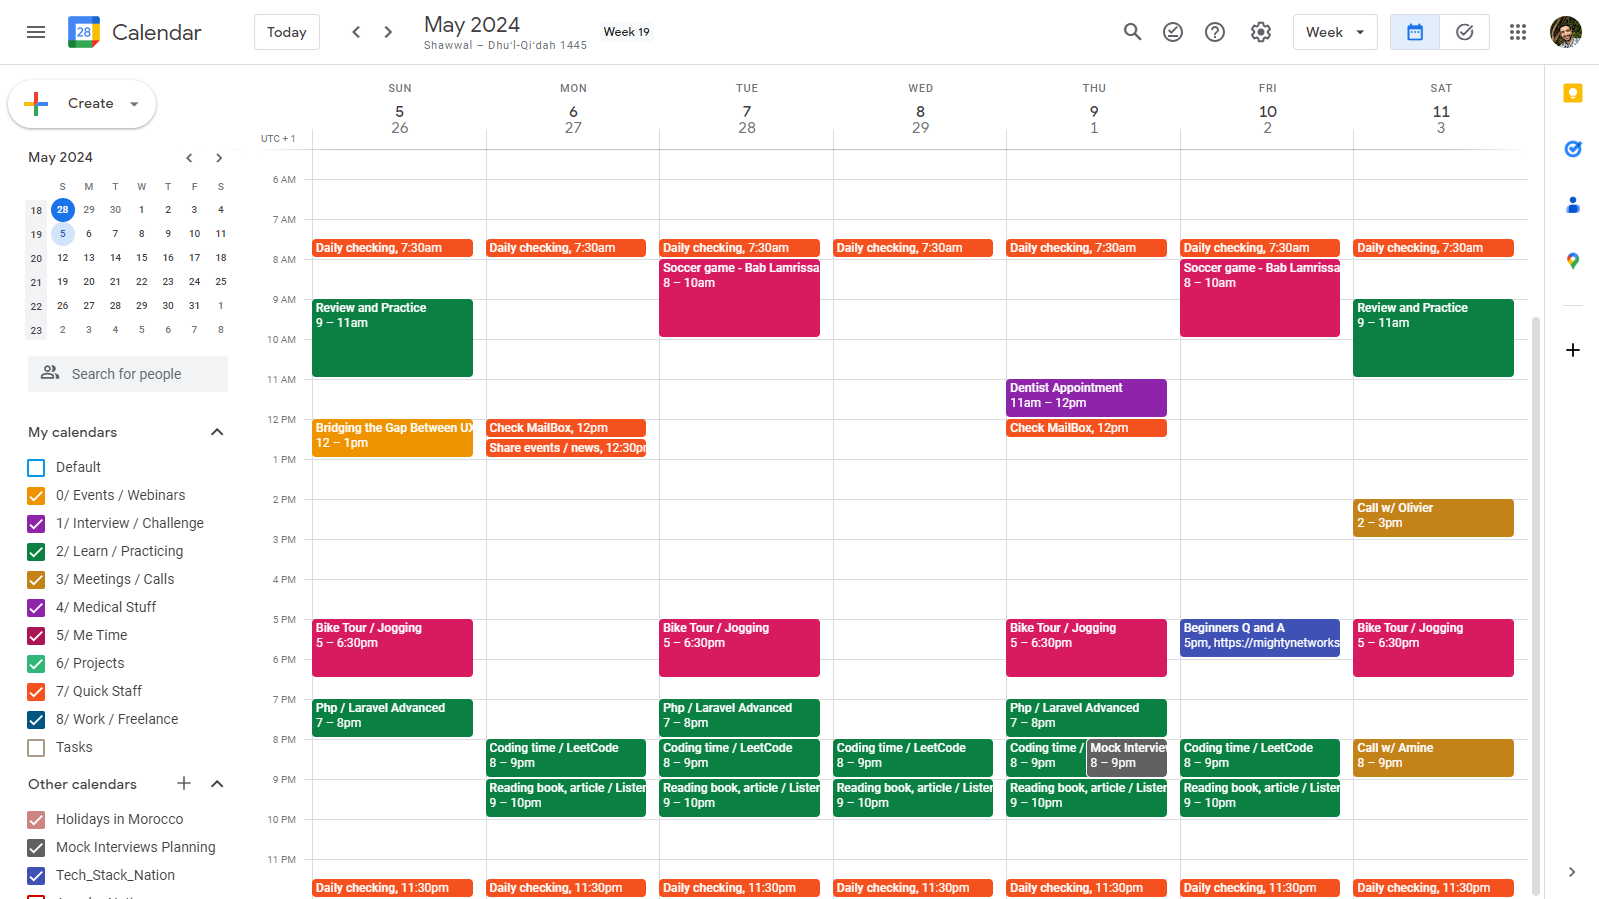 28
Calendar
Today
May 2024
Shawwal – Dhuʻl-Qiʻdah 1445
Week 19
Week
Create
May 2024
S M T W T F S
18 28 29 30 1 2 3 4
19 5 6 7 8 9 10 11
20 12 13 14 15 16 17 18
21 19 20 21 22 23 24 25
22 26 27 28 29 30 31 1
23 2 3 4 5 6 7 8
Search for people
My calendars
Default
0/ Events / Webinars
1/ Interview / Challenge
2/ Learn / Practicing
3/ Meetings / Calls
4/ Medical Stuff
5/ Me Time
6/ Projects
7/ Quick Staff
8/ Work / Freelance
Tasks
Other calendars
Holidays in Morocco
Mock Interviews Planning
Tech_Stack_Nation
SUN MON TUE WED THU FRI SAT
5 6 7 8 9 10 11
26 27 28 29 1 2 3
UTC + 1
6 AM
7 AM
Daily checking, 7:30am Daily checking, 7:30am Daily checking, 7:30am Daily checking, 7:30am Daily checking, 7:30am Daily checking, 7:30am Daily checking, 7:30am
8 AM
Soccer game - Bab Lamrissa Soccer game - Bab Lamrissa
8 – 10am 8 – 10am
9 AM
Review and Practice Review and Practice
9 – 11am 9 – 11am
10 AM
11 AM
Dentist Appointment
11am – 12pm
12 PM
Bridging the Gap Between UX Check MailBox, 12pm Check MailBox, 12pm
12 – 1pm Share events / news, 12:30pm
1 PM
2 PM
Call w/ Olivier
2 – 3pm
3 PM
4 PM
5 PM
Bike Tour / Jogging Bike Tour / Jogging Bike Tour / Jogging Beginners Q and A Bike Tour / Jogging
5 – 6:30pm 5 – 6:30pm 5 – 6:30pm 5pm, https://mightynetworks 5 – 6:30pm
6 PM
7 PM
Php / Laravel Advanced Php / Laravel Advanced Php / Laravel Advanced
7 – 8pm 7 – 8pm 7 – 8pm
8 PM
Coding time / LeetCode Coding time / LeetCode Coding time / LeetCode Coding time / Mock Interview Coding time / LeetCode Call w/ Amine
8 – 9pm 8 – 9pm 8 – 9pm 8 – 9pm 8 – 9pm 8 – 9pm 8 – 9pm
9 PM
Reading book, article / Listen Reading book, article / Listen Reading book, article / Listen Reading book, article / Listen Reading book, article / Listen
9 – 10pm 9 – 10pm 9 – 10pm 9 – 10pm 9 – 10pm
10 PM
11 PM
Daily checking, 11:30pm Daily checking, 11:30pm Daily checking, 11:30pm Daily checking, 11:30pm Daily checking, 11:30pm Daily checking, 11:30pm Daily checking, 11:30pm